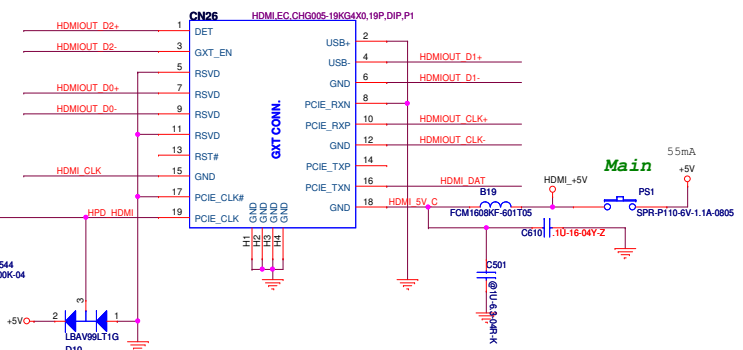 CN26
HDMI,EC,CHG005-19KG4X0,19P,DIP,P1
HDMIOUT_D2+
1
DET
HDMIOUT_D2-
3
GXT_EN
5
RSVD
HDMIOUT_D0+
7
RSVD
HDMIOUT_D0-
9
RSVD
11
RSVD
13
RST#
HDMI_CLK
15
GND
17
PCIE_CLK#
HPD_HDMI
19
PCIE_CLK
GXT CONN.
USB+
2
USB-
4
HDMIOUT_D1+
GND
6
HDMIOUT_D1-
PCIE_RXN
8
PCIE_RXP
10
HDMIOUT_CLK+
GND
12
HDMIOUT_CLK-
PCIE_TXP
14
PCIE_TXN
16
HDMI_DAT
GND
18
HDMI_5V_C
GND
GND
GND
GND
H1
H2
H3
H4
B19
FCM1608KF-601T05
HDMI_+5V
Main
55mA
+5V
PS1
SPR-P110-6V-1.1A-0805
C610
.1U-16-04Y-Z
C501
544
00K-04
3
+5V
2
1
LBAV99LT1G